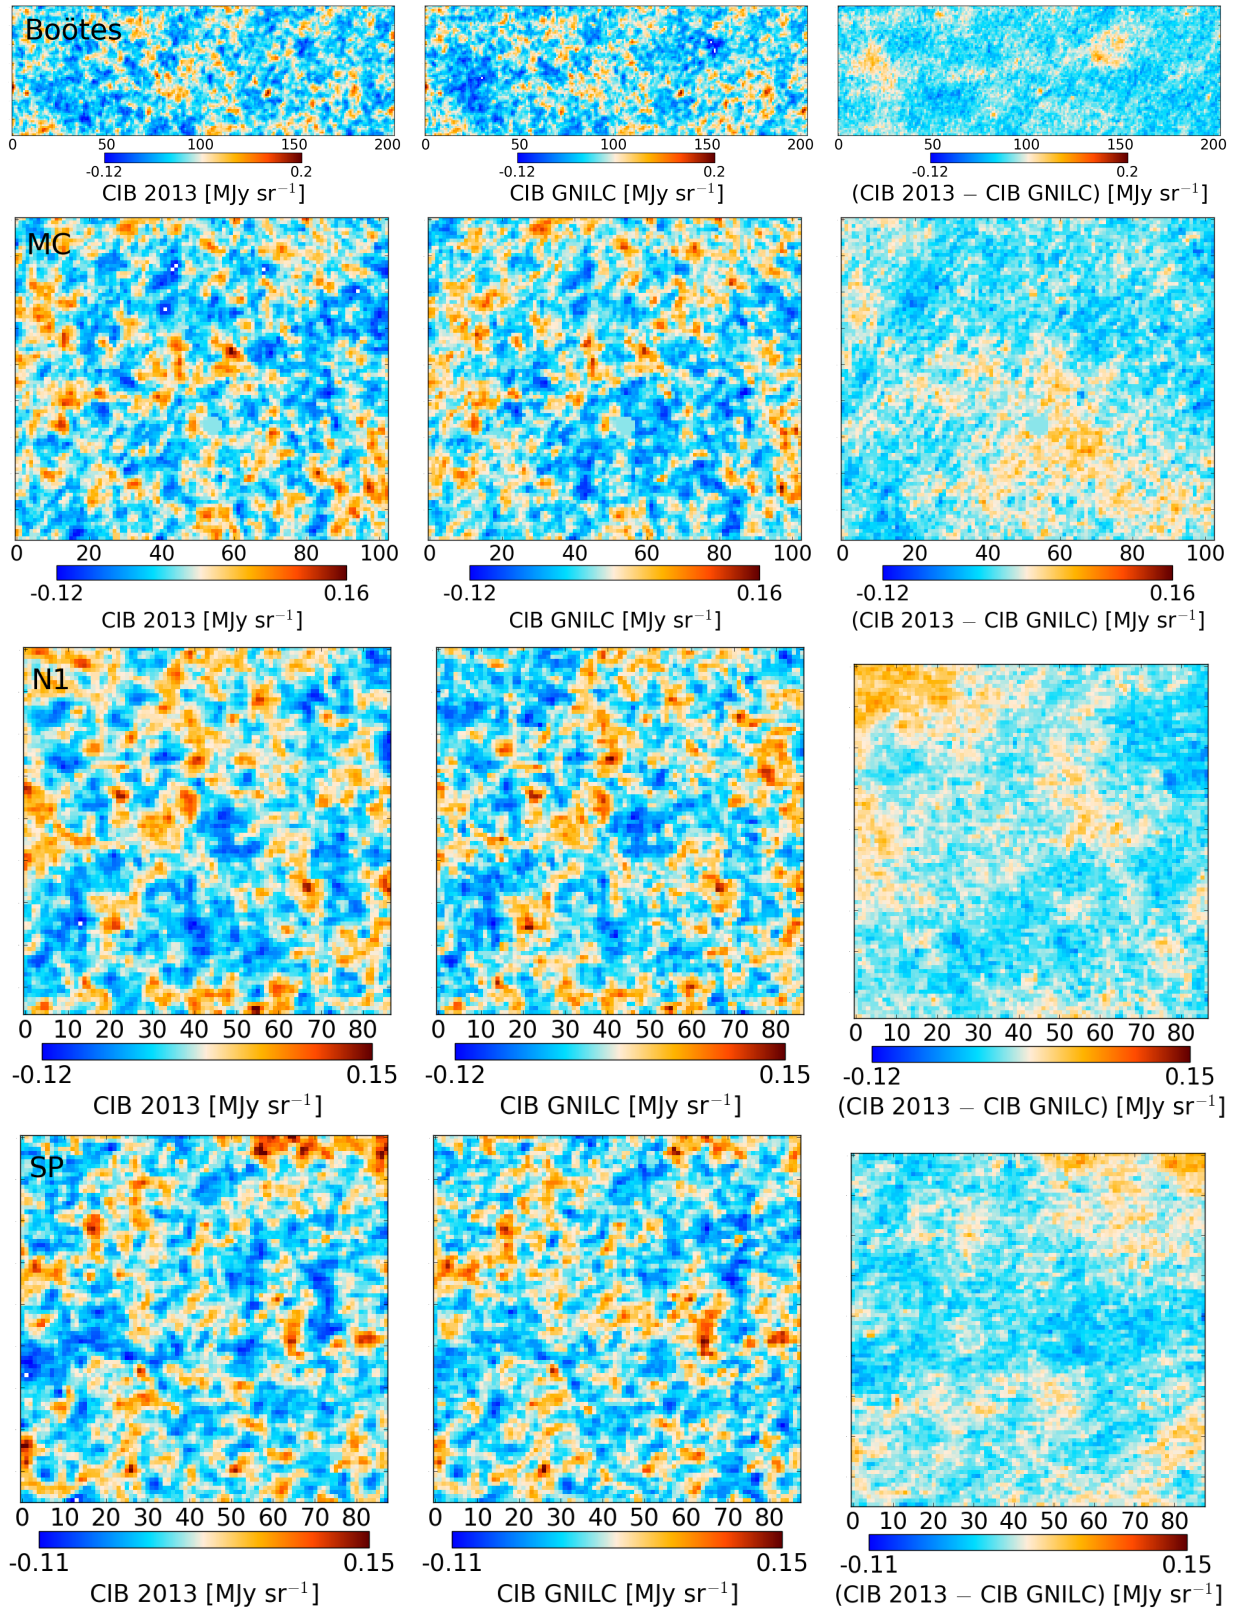 Boötes
0 50 100 150 200 0 50 100 150 200 0 50 100 150 200
-0.12 0.2 -0.12 0.2 -0.12 0.2
CIB 2013 [MJy sr⁻¹] CIB GNILC [MJy sr⁻¹] (CIB 2013 − CIB GNILC) [MJy sr⁻¹]
MC
0 20 40 60 80 100 0 20 40 60 80 100 0 20 40 60 80 100
-0.12 0.16 -0.12 0.16 -0.12 0.16
CIB 2013 [MJy sr⁻¹] CIB GNILC [MJy sr⁻¹] (CIB 2013 − CIB GNILC) [MJy sr⁻¹]
N1
0 10 20 30 40 50 60 70 80 0 10 20 30 40 50 60 70 80 0 10 20 30 40 50 60 70 80
-0.12 0.15 -0.12 0.15 -0.12 0.15
CIB 2013 [MJy sr⁻¹] CIB GNILC [MJy sr⁻¹] (CIB 2013 − CIB GNILC) [MJy sr⁻¹]
SP
0 10 20 30 40 50 60 70 80 0 10 20 30 40 50 60 70 80 0 10 20 30 40 50 60 70 80
-0.11 0.15 -0.11 0.15 -0.11 0.15
CIB 2013 [MJy sr⁻¹] CIB GNILC [MJy sr⁻¹] (CIB 2013 − CIB GNILC) [MJy sr⁻¹]